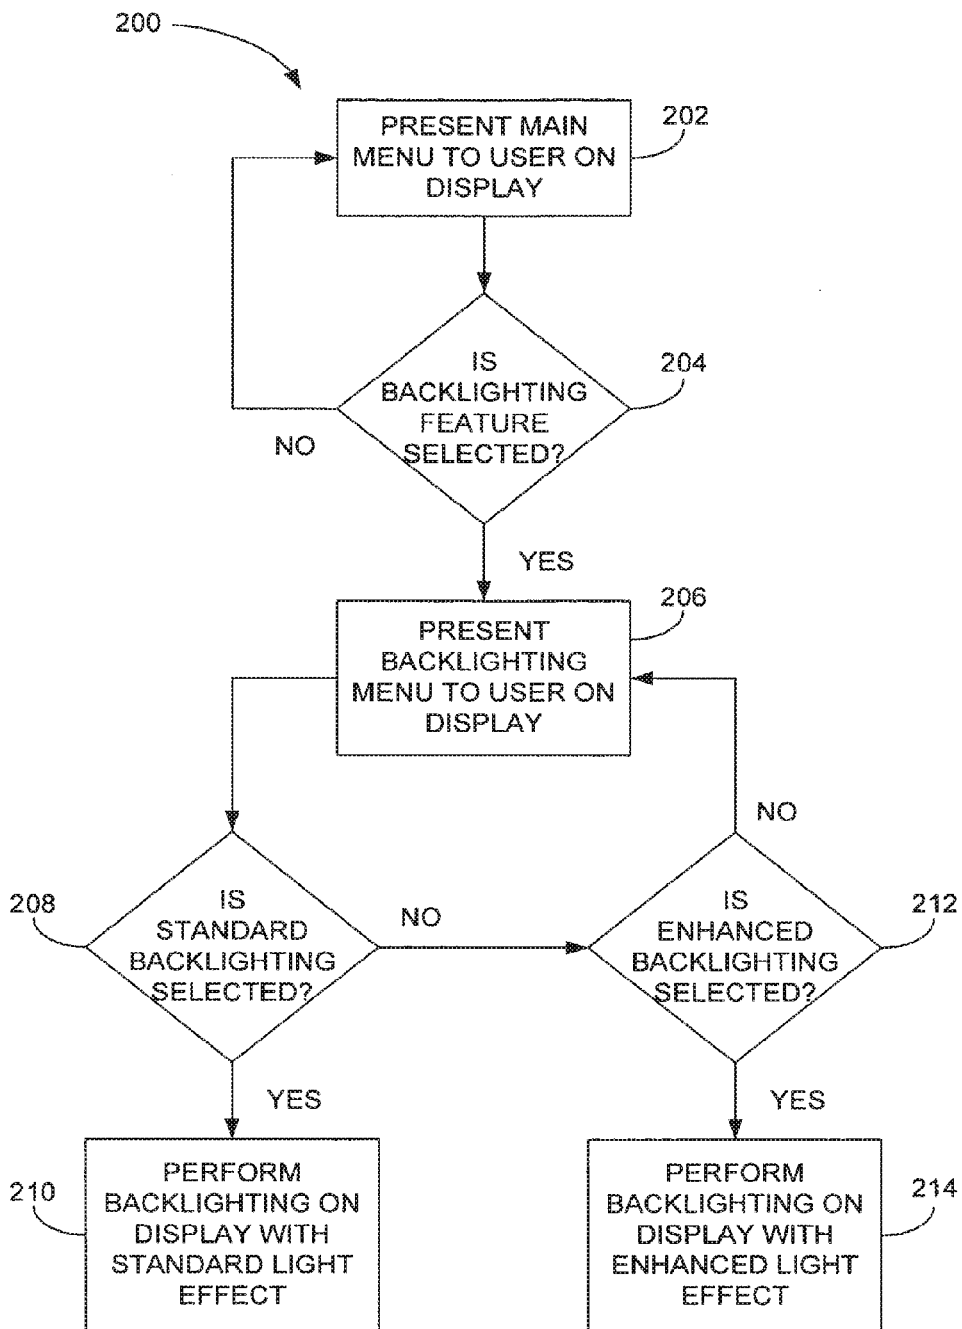 200
PRESENT MAIN
MENU TO USER ON
DISPLAY
202
IS
BACKLIGHTING
FEATURE
SELECTED?
204
NO
YES
206
PRESENT
BACKLIGHTING
MENU TO USER ON
DISPLAY
NO
208
IS
STANDARD
BACKLIGHTING
SELECTED?
NO
IS
ENHANCED
BACKLIGHTING
SELECTED?
212
YES
YES
210
PERFORM
BACKLIGHTING ON
DISPLAY WITH
STANDARD LIGHT
EFFECT
PERFORM
BACKLIGHTING ON
DISPLAY WITH
ENHANCED LIGHT
EFFECT
214